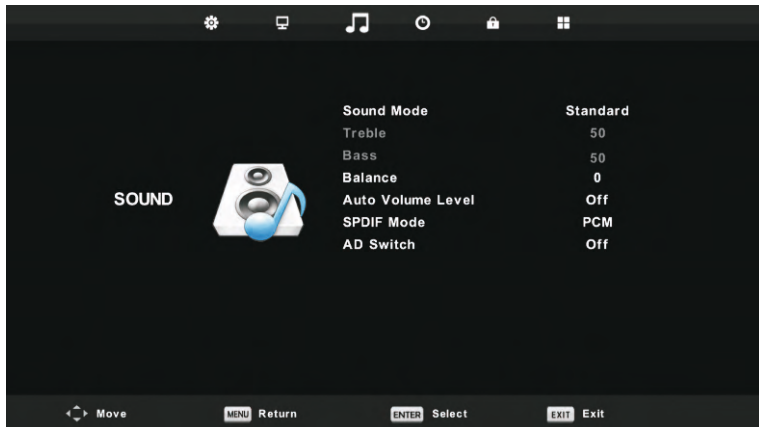 Sound Mode Standard
Treble 50
Bass 50
Balance 0
SOUND
Auto Volume Level Off
SPDIF Mode PCM
AD Switch Off
Move MENU Return ENTER Select EXIT Exit